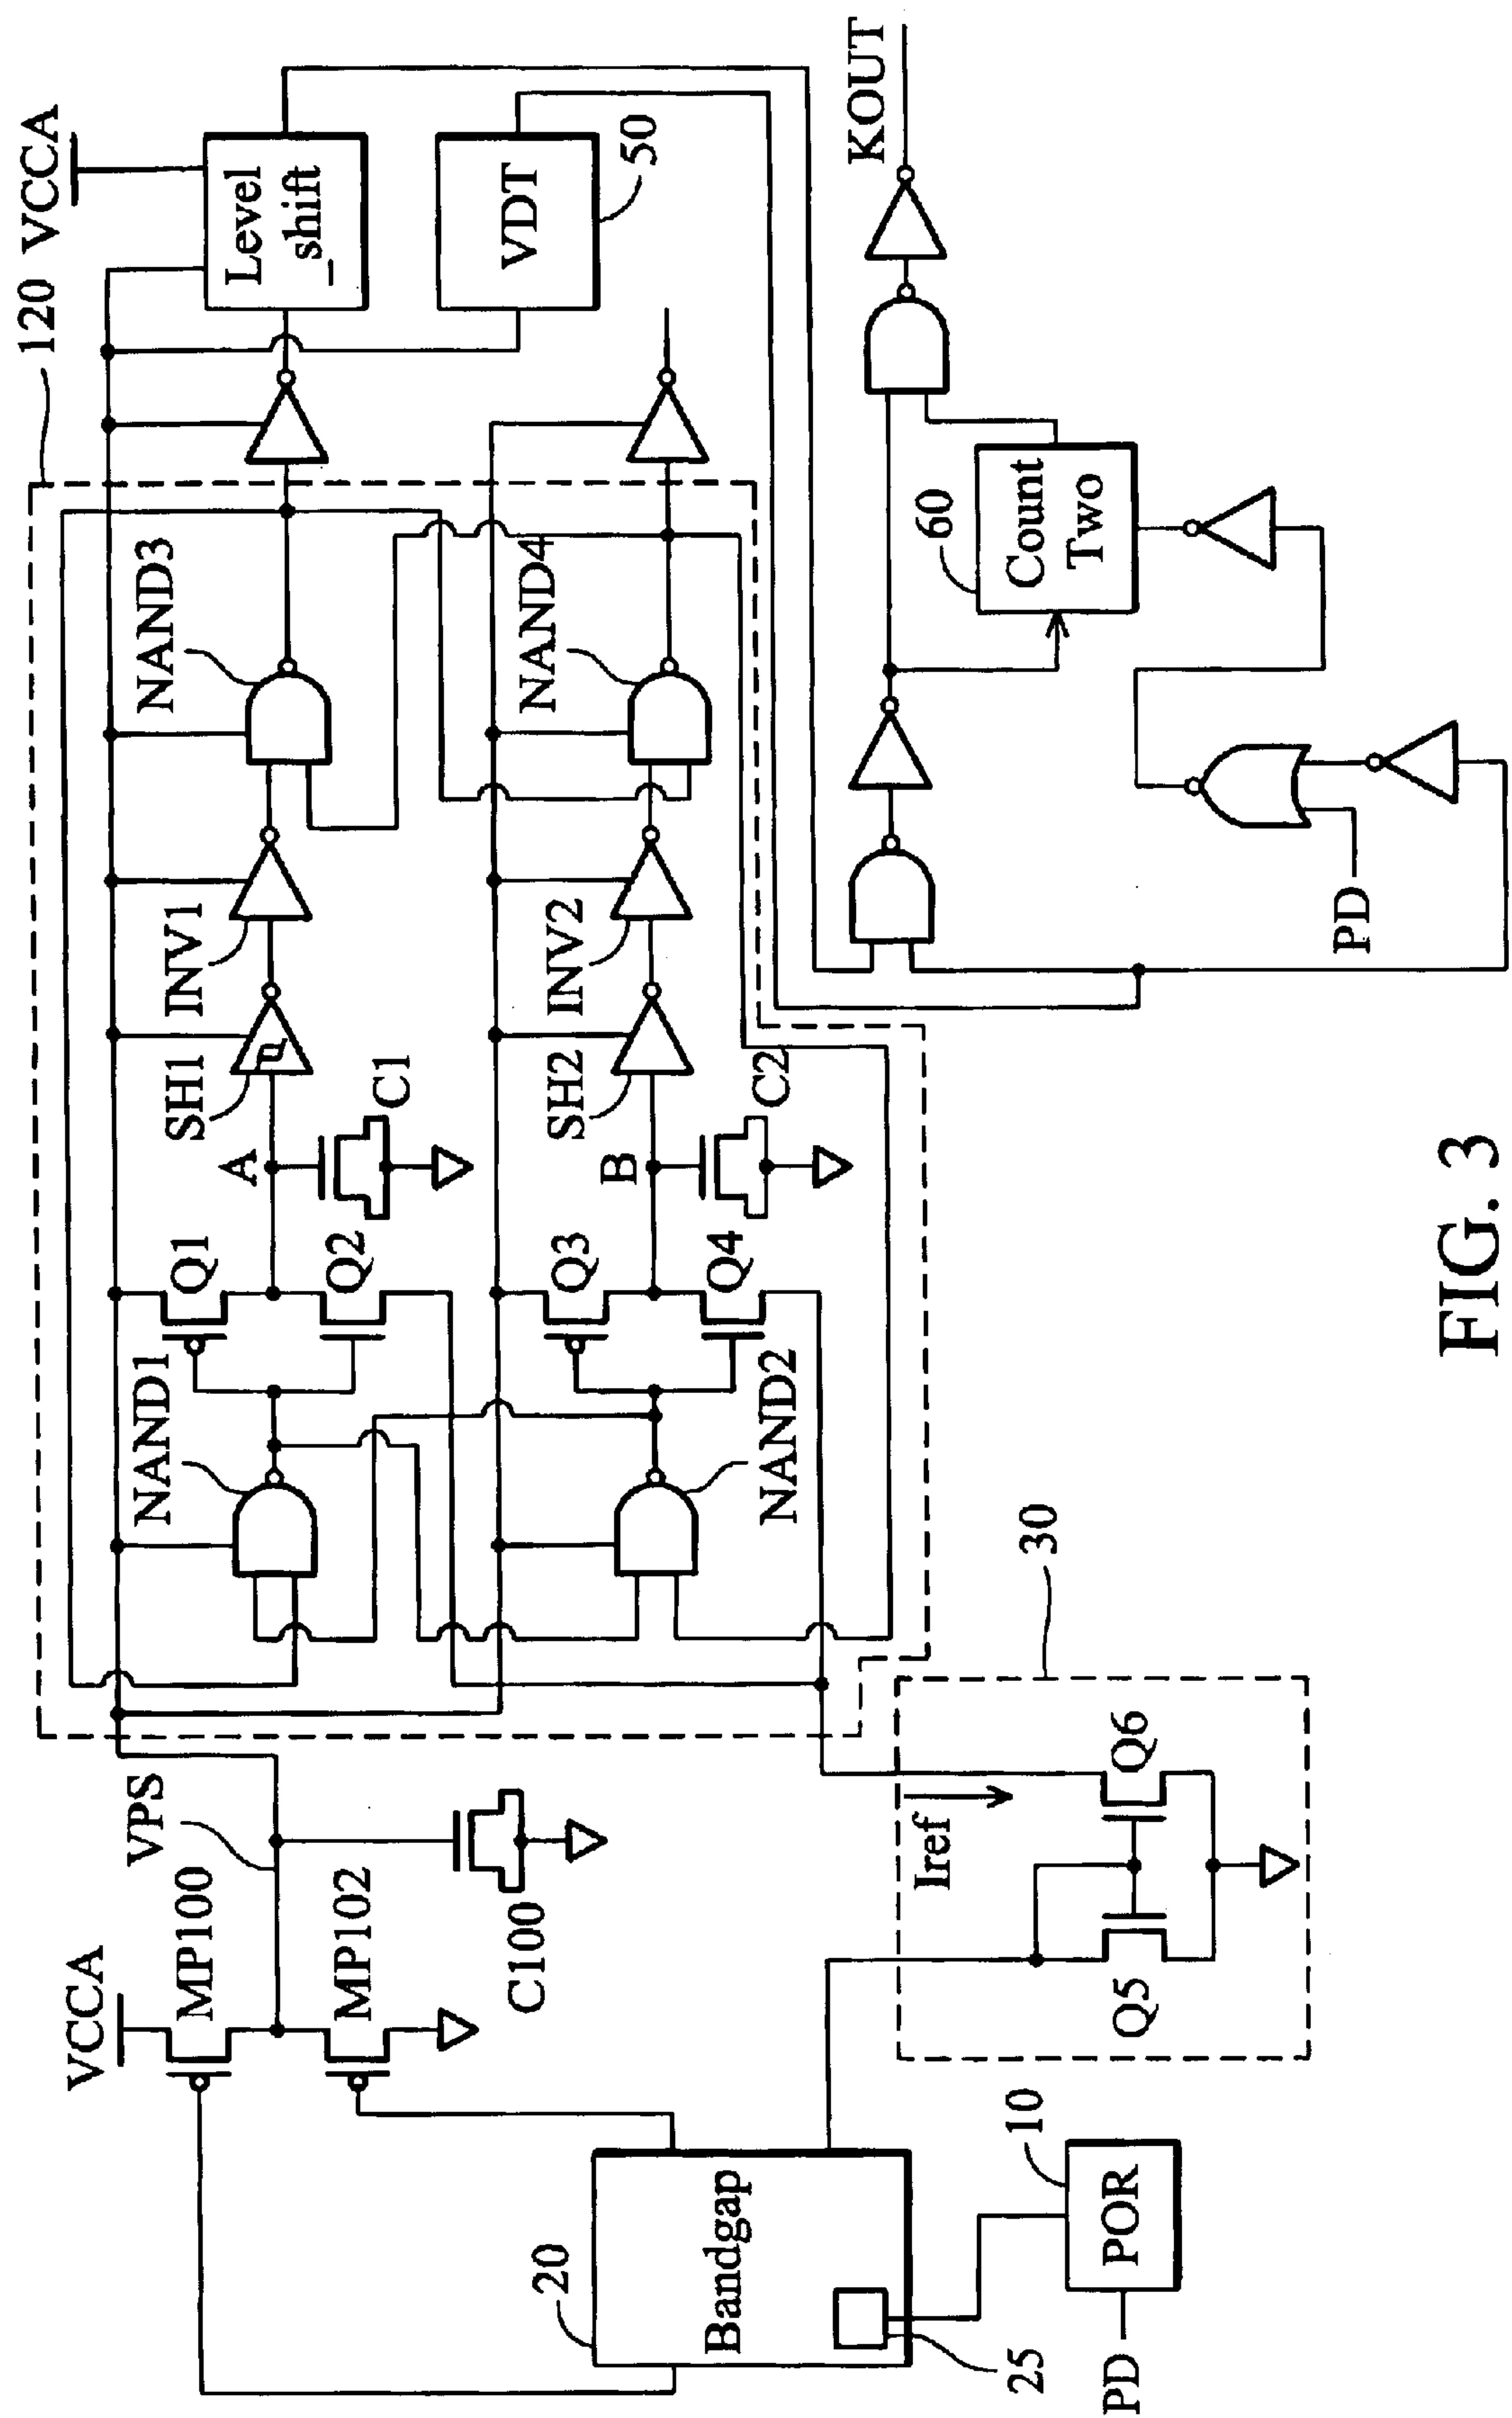 120
VCCA
Level
_shift
VDT
50
NAND3
NAND4
INV1
INV2
SH1
SH2
A
C1
B
C2
Q1
Q2
Q3
Q4
NAND1
NAND2
VPS
VCCA
MP100
MP102
C100
30
Iref
Q5
Q6
20
Bandgap
25
10
POR
PD
KOUT
60
Count
Two
PD
FIG. 3